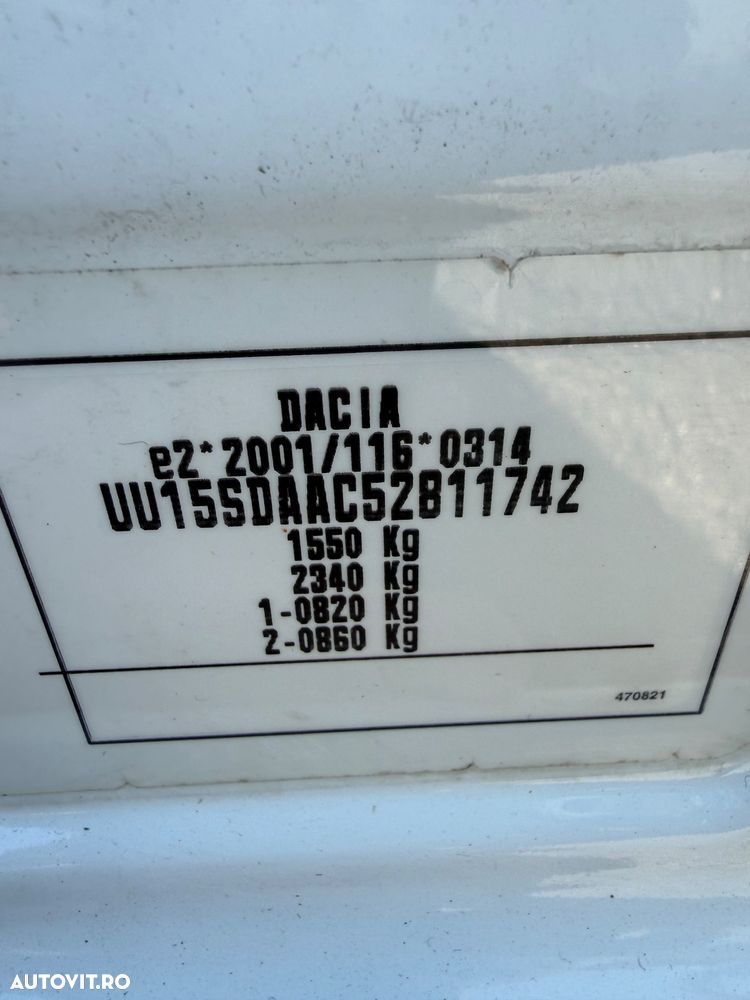 DACIA
e2*2001/116*0314
UU15SDAAC52811742
1550 Kg
2340 Kg
1-0820 Kg
2-0860 Kg
470821
AUTOVIT.RO